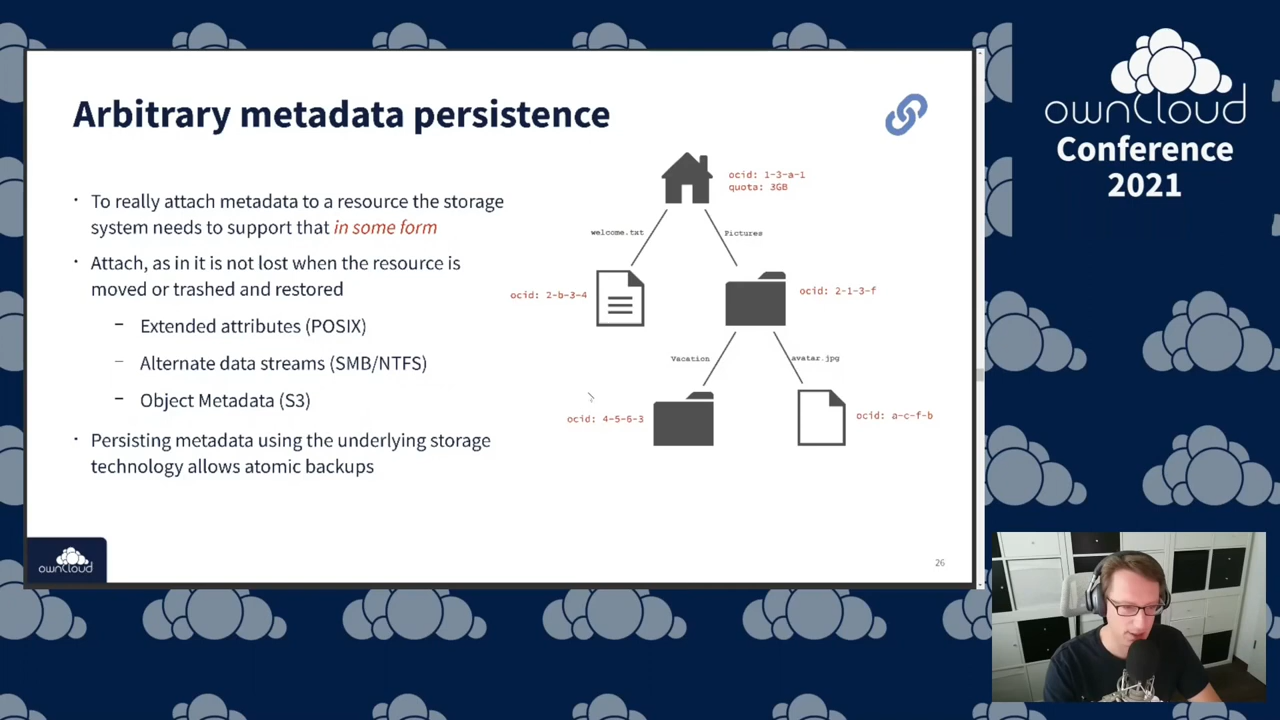 Arbitrary metadata persistence
· To really attach metadata to a resource the storage
system needs to support that in some form
· Attach, as in it is not lost when the resource is
moved or trashed and restored
– Extended attributes (POSIX)
– Alternate data streams (SMB/NTFS)
– Object Metadata (S3)
· Persisting metadata using the underlying storage
technology allows atomic backups
ocid: 1-3-a-1
quota: 3GB
welcome.txt
Pictures
ocid: 2-b-3-4
ocid: 2-1-3-f
Vacation
avatar.jpg
ocid: 4-5-6-3
ocid: a-c-f-b
ownCloud
26
ownCloud
Conference
2021